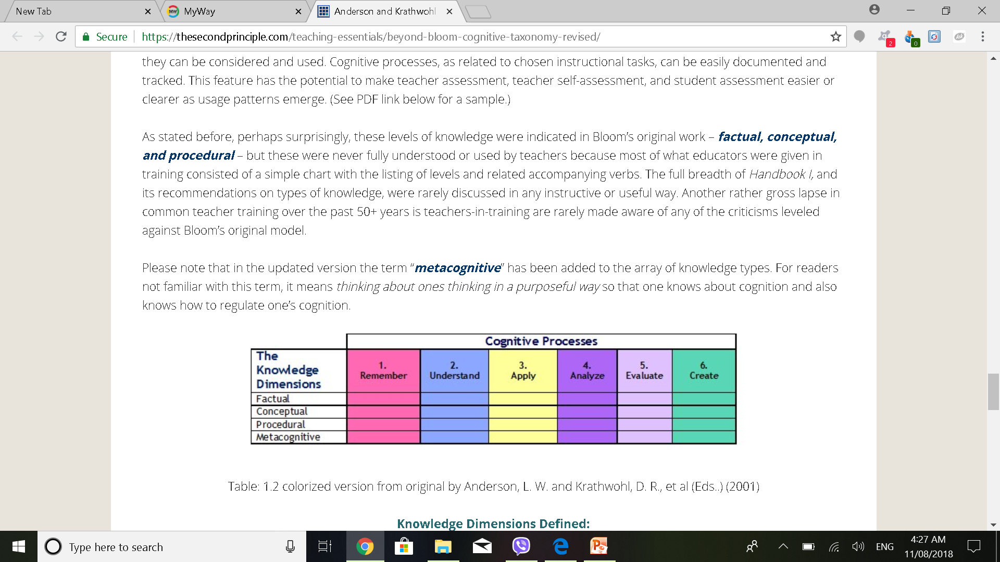 New Tab
MyWay
Anderson and Krathwohl
Secure
https://thesecondprinciple.com/teaching-essentials/beyond-bloom-cognitive-taxonomy-revised/
2
0
Ask
they can be considered and used. Cognitive processes, as related to chosen instructional tasks, can be easily documented and
tracked. This feature has the potential to make teacher assessment, teacher self-assessment, and student assessment easier or
clearer as usage patterns emerge. (See PDF link below for a sample.)
As stated before, perhaps surprisingly, these levels of knowledge were indicated in Bloom’s original work – factual, conceptual,
and procedural – but these were never fully understood or used by teachers because most of what educators were given in
training consisted of a simple chart with the listing of levels and related accompanying verbs. The full breadth of Handbook I, and
its recommendations on types of knowledge, were rarely discussed in any instructive or useful way. Another rather gross lapse in
common teacher training over the past 50+ years is teachers-in-training are rarely made aware of any of the criticisms leveled
against Bloom’s original model.
Please note that in the updated version the term “metacognitive” has been added to the array of knowledge types. For readers
not familiar with this term, it means thinking about ones thinking in a purposeful way so that one knows about cognition and also
knows how to regulate one’s cognition.
Cognitive Processes
The
Knowledge
Dimensions
1.
Remember
2.
Understand
3.
Apply
4.
Analyze
5.
Evaluate
6.
Create
Factual
Conceptual
Procedural
Metacognitive
Table: 1.2 colorized version from original by Anderson, L. W. and Krathwohl, D. R., et al (Eds..) (2001)
Knowledge Dimensions Defined:
Type here to search
ENG
4:27 AM
11/08/2018